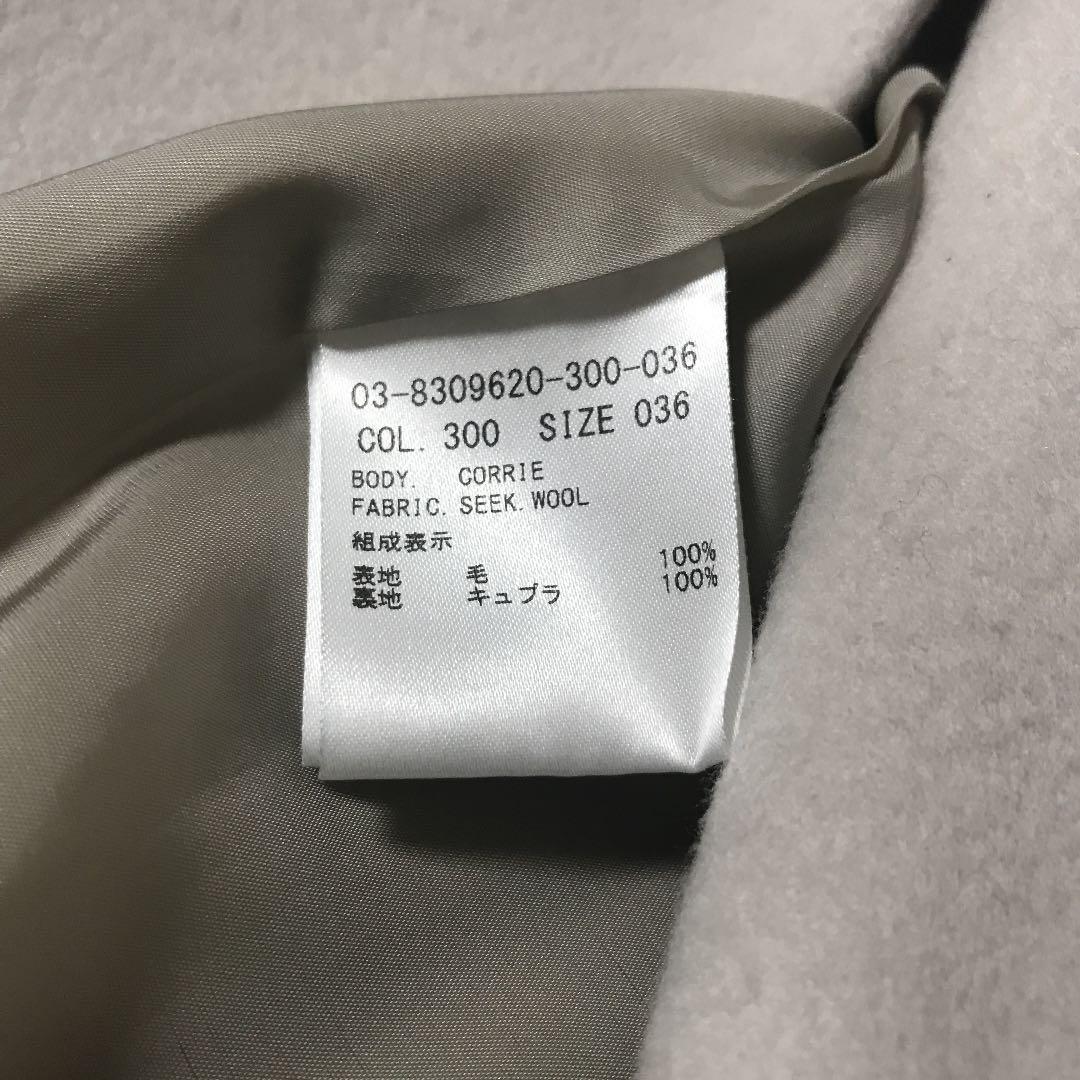 03-8309620-300-036
COL. 300 SIZE 036
BODY. CORRIE
FABRIC. SEEK. WOOL
組成表示
表地 毛 100%
裏地 キュプラ 100%